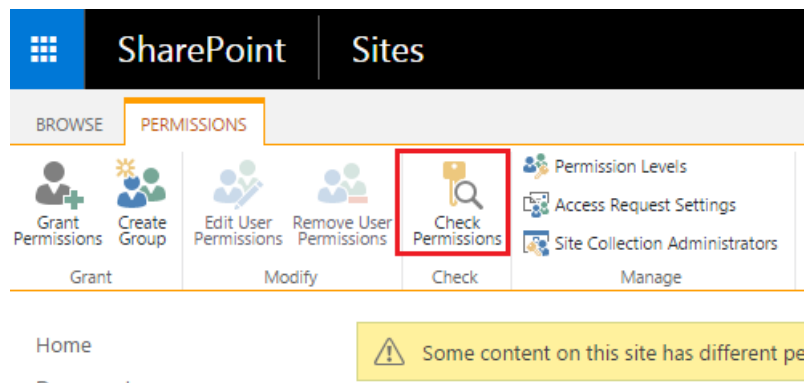 SharePoint Sites
BROWSE PERMISSIONS
Grant Permissions
Create Group
Edit User Permissions
Remove User Permissions
Check Permissions
Permission Levels
Access Request Settings
Site Collection Administrators
Grant Modify Check Manage
Home
Some content on this site has different pe